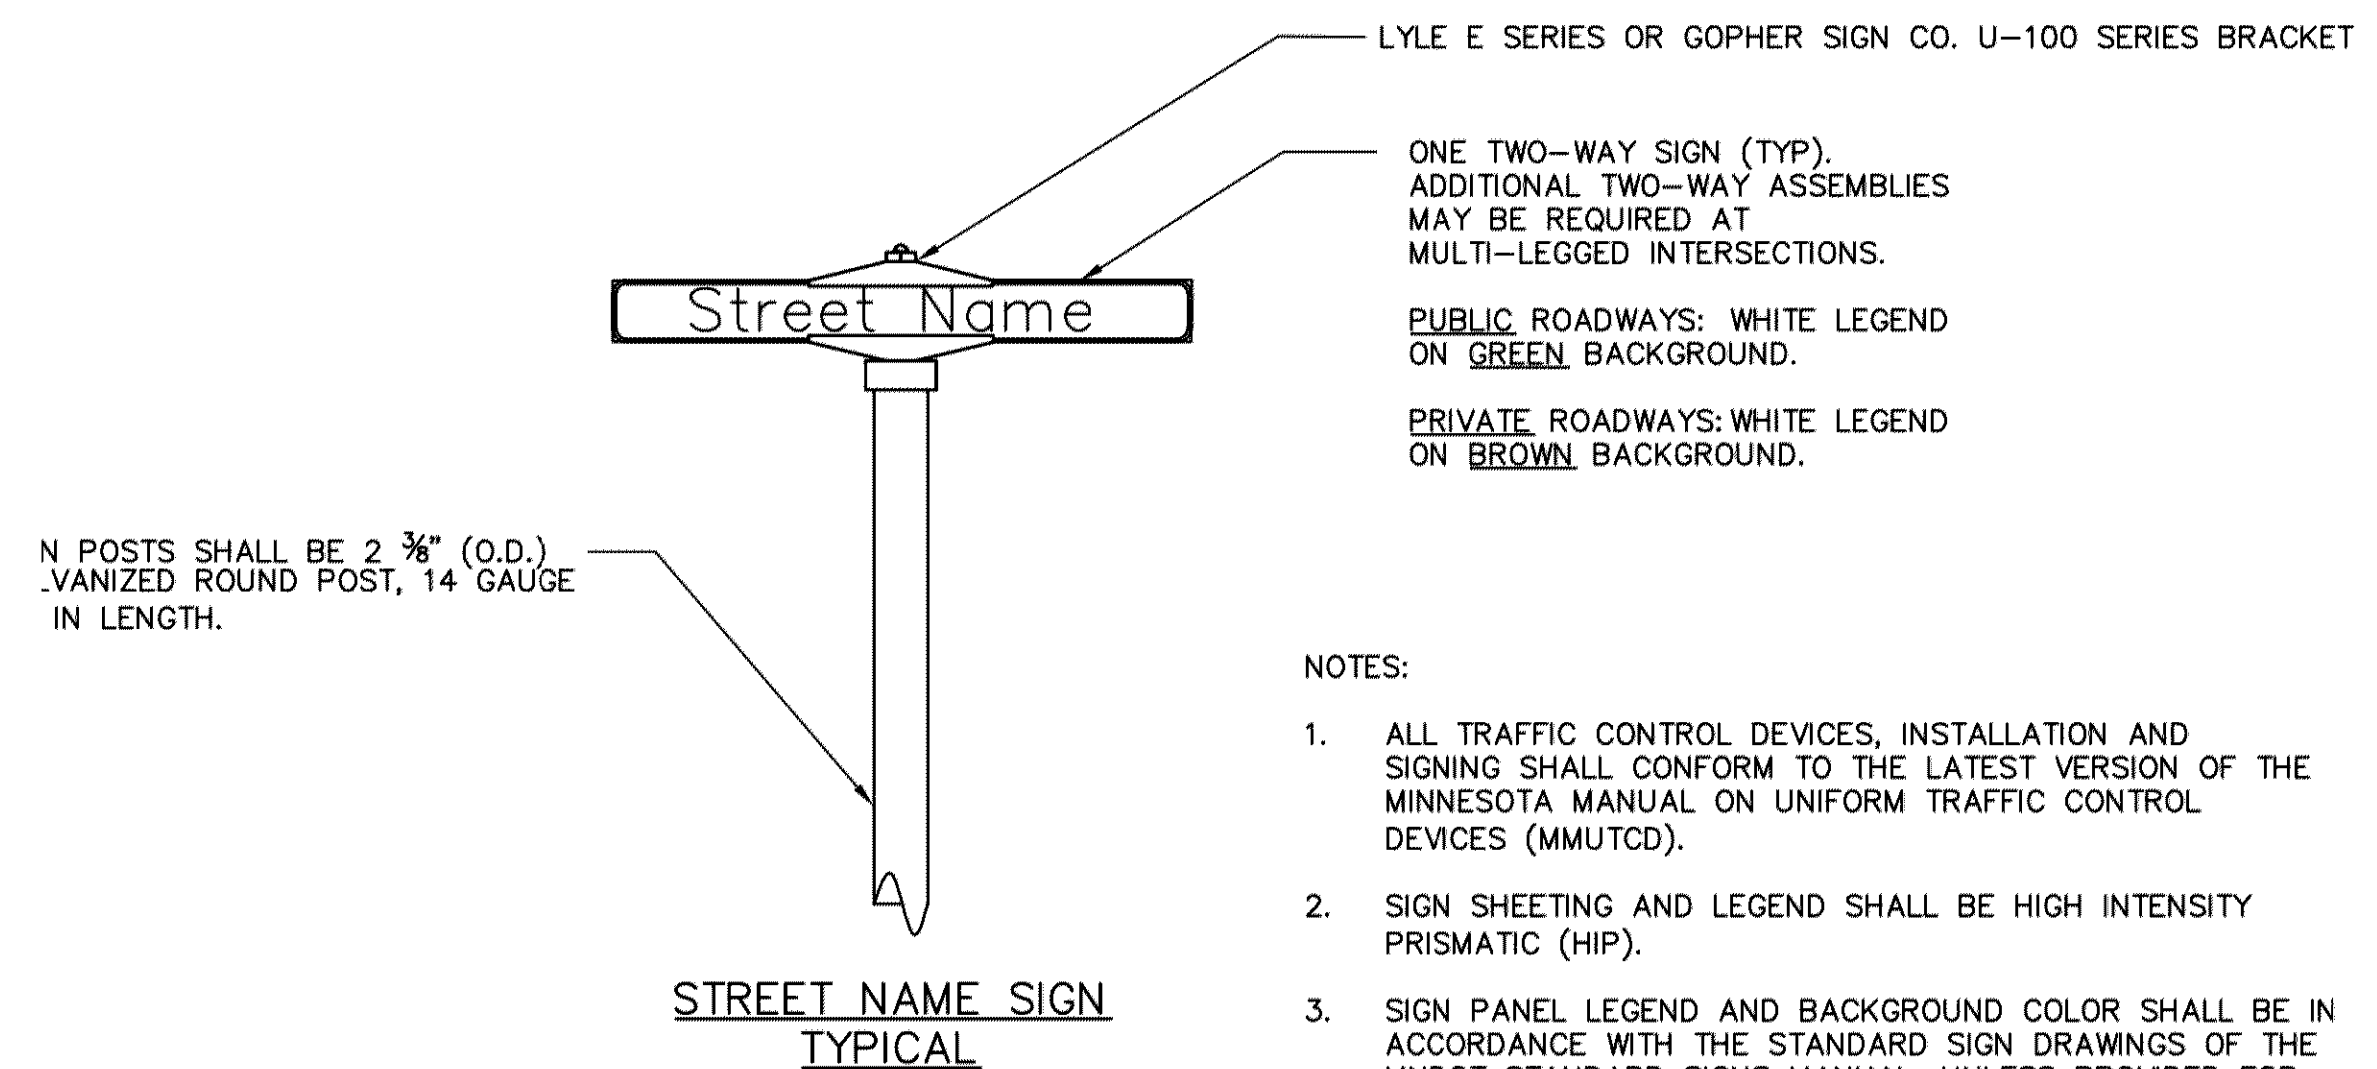 LYLE E SERIES OR GOPHER SIGN CO. U-100 SERIES BRACKET
ONE TWO-WAY SIGN (TYP).
ADDITIONAL TWO-WAY ASSEMBLIES
MAY BE REQUIRED AT
MULTI-LEGGED INTERSECTIONS.
PUBLIC ROADWAYS: WHITE LEGEND
ON GREEN BACKGROUND.
PRIVATE ROADWAYS: WHITE LEGEND
ON BROWN BACKGROUND.
Street Name
N POSTS SHALL BE 2 ⅜" (O.D.)
VANIZED ROUND POST, 14 GAUGE
IN LENGTH.
STREET NAME SIGN
TYPICAL
NOTES:
1. ALL TRAFFIC CONTROL DEVICES, INSTALLATION AND
SIGNING SHALL CONFORM TO THE LATEST VERSION OF THE
MINNESOTA MANUAL ON UNIFORM TRAFFIC CONTROL
DEVICES (MMUTCD).
2. SIGN SHEETING AND LEGEND SHALL BE HIGH INTENSITY
PRISMATIC (HIP).
3. SIGN PANEL LEGEND AND BACKGROUND COLOR SHALL BE IN
ACCORDANCE WITH THE STANDARD SIGN DRAWINGS OF THE